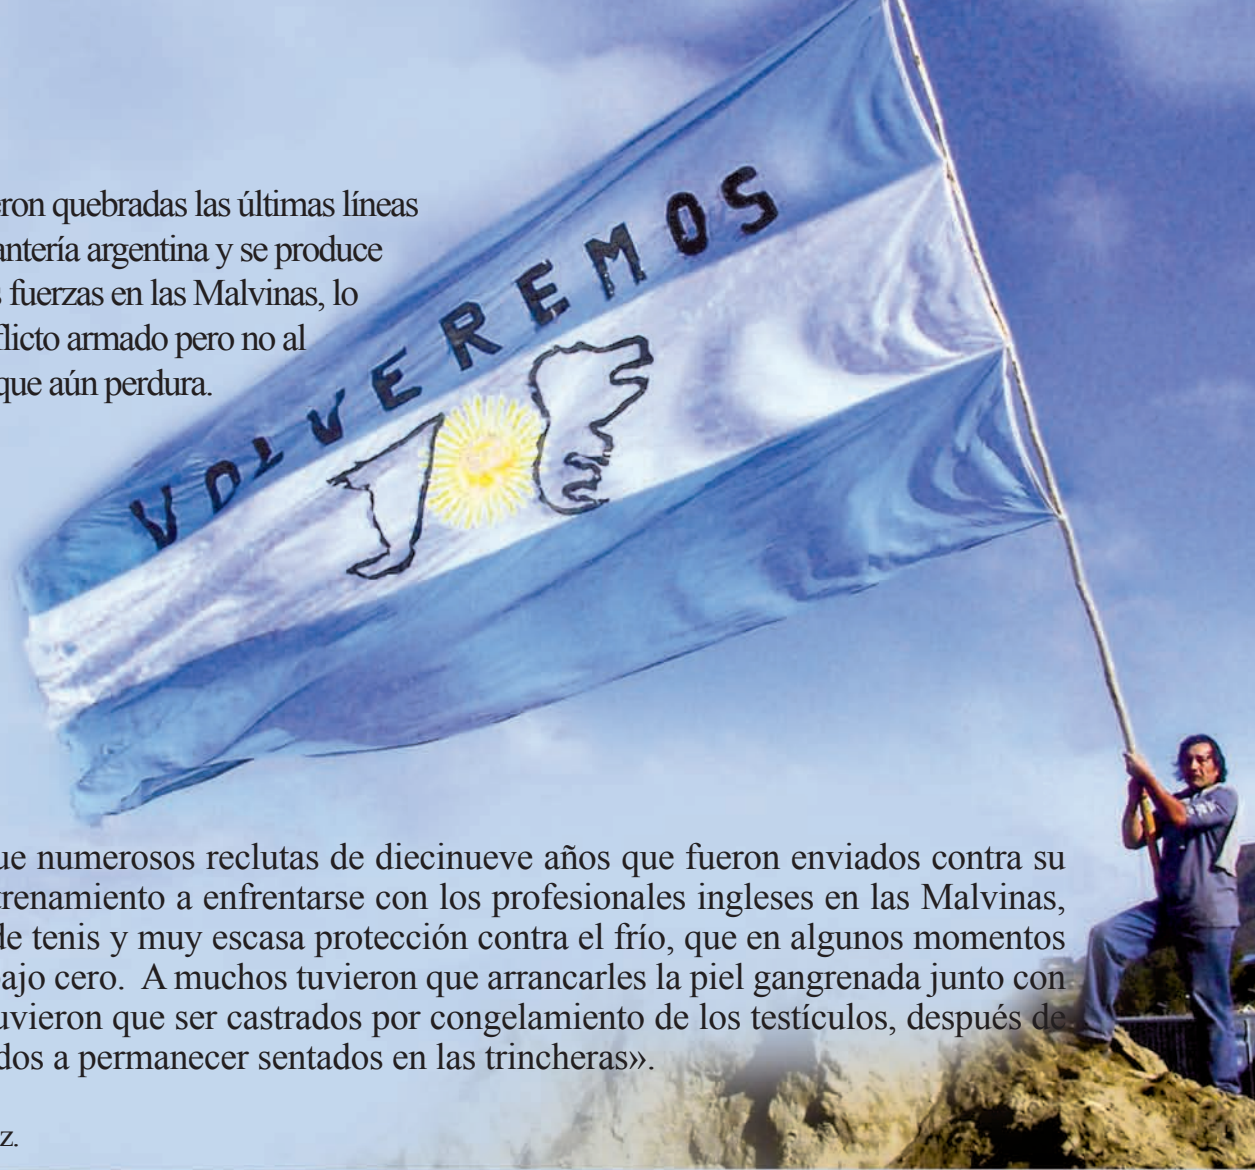 eron quebradas las últimas líneas
antería argentina y se produce
s fuerzas en las Malvinas, lo
flicto armado pero no al
que aún perdura.
VOLVEREMOS
ue numerosos reclutas de diecinueve años que fueron enviados contra su
trenamiento a enfrentarse con los profesionales ingleses en las Malvinas,
de tenis y muy escasa protección contra el frío, que en algunos momentos
bajo cero. A muchos tuvieron que arrancarles la piel gangrenada junto con
uvieron que ser castrados por congelamiento de los testículos, después de
dos a permanecer sentados en las trincheras».
z.